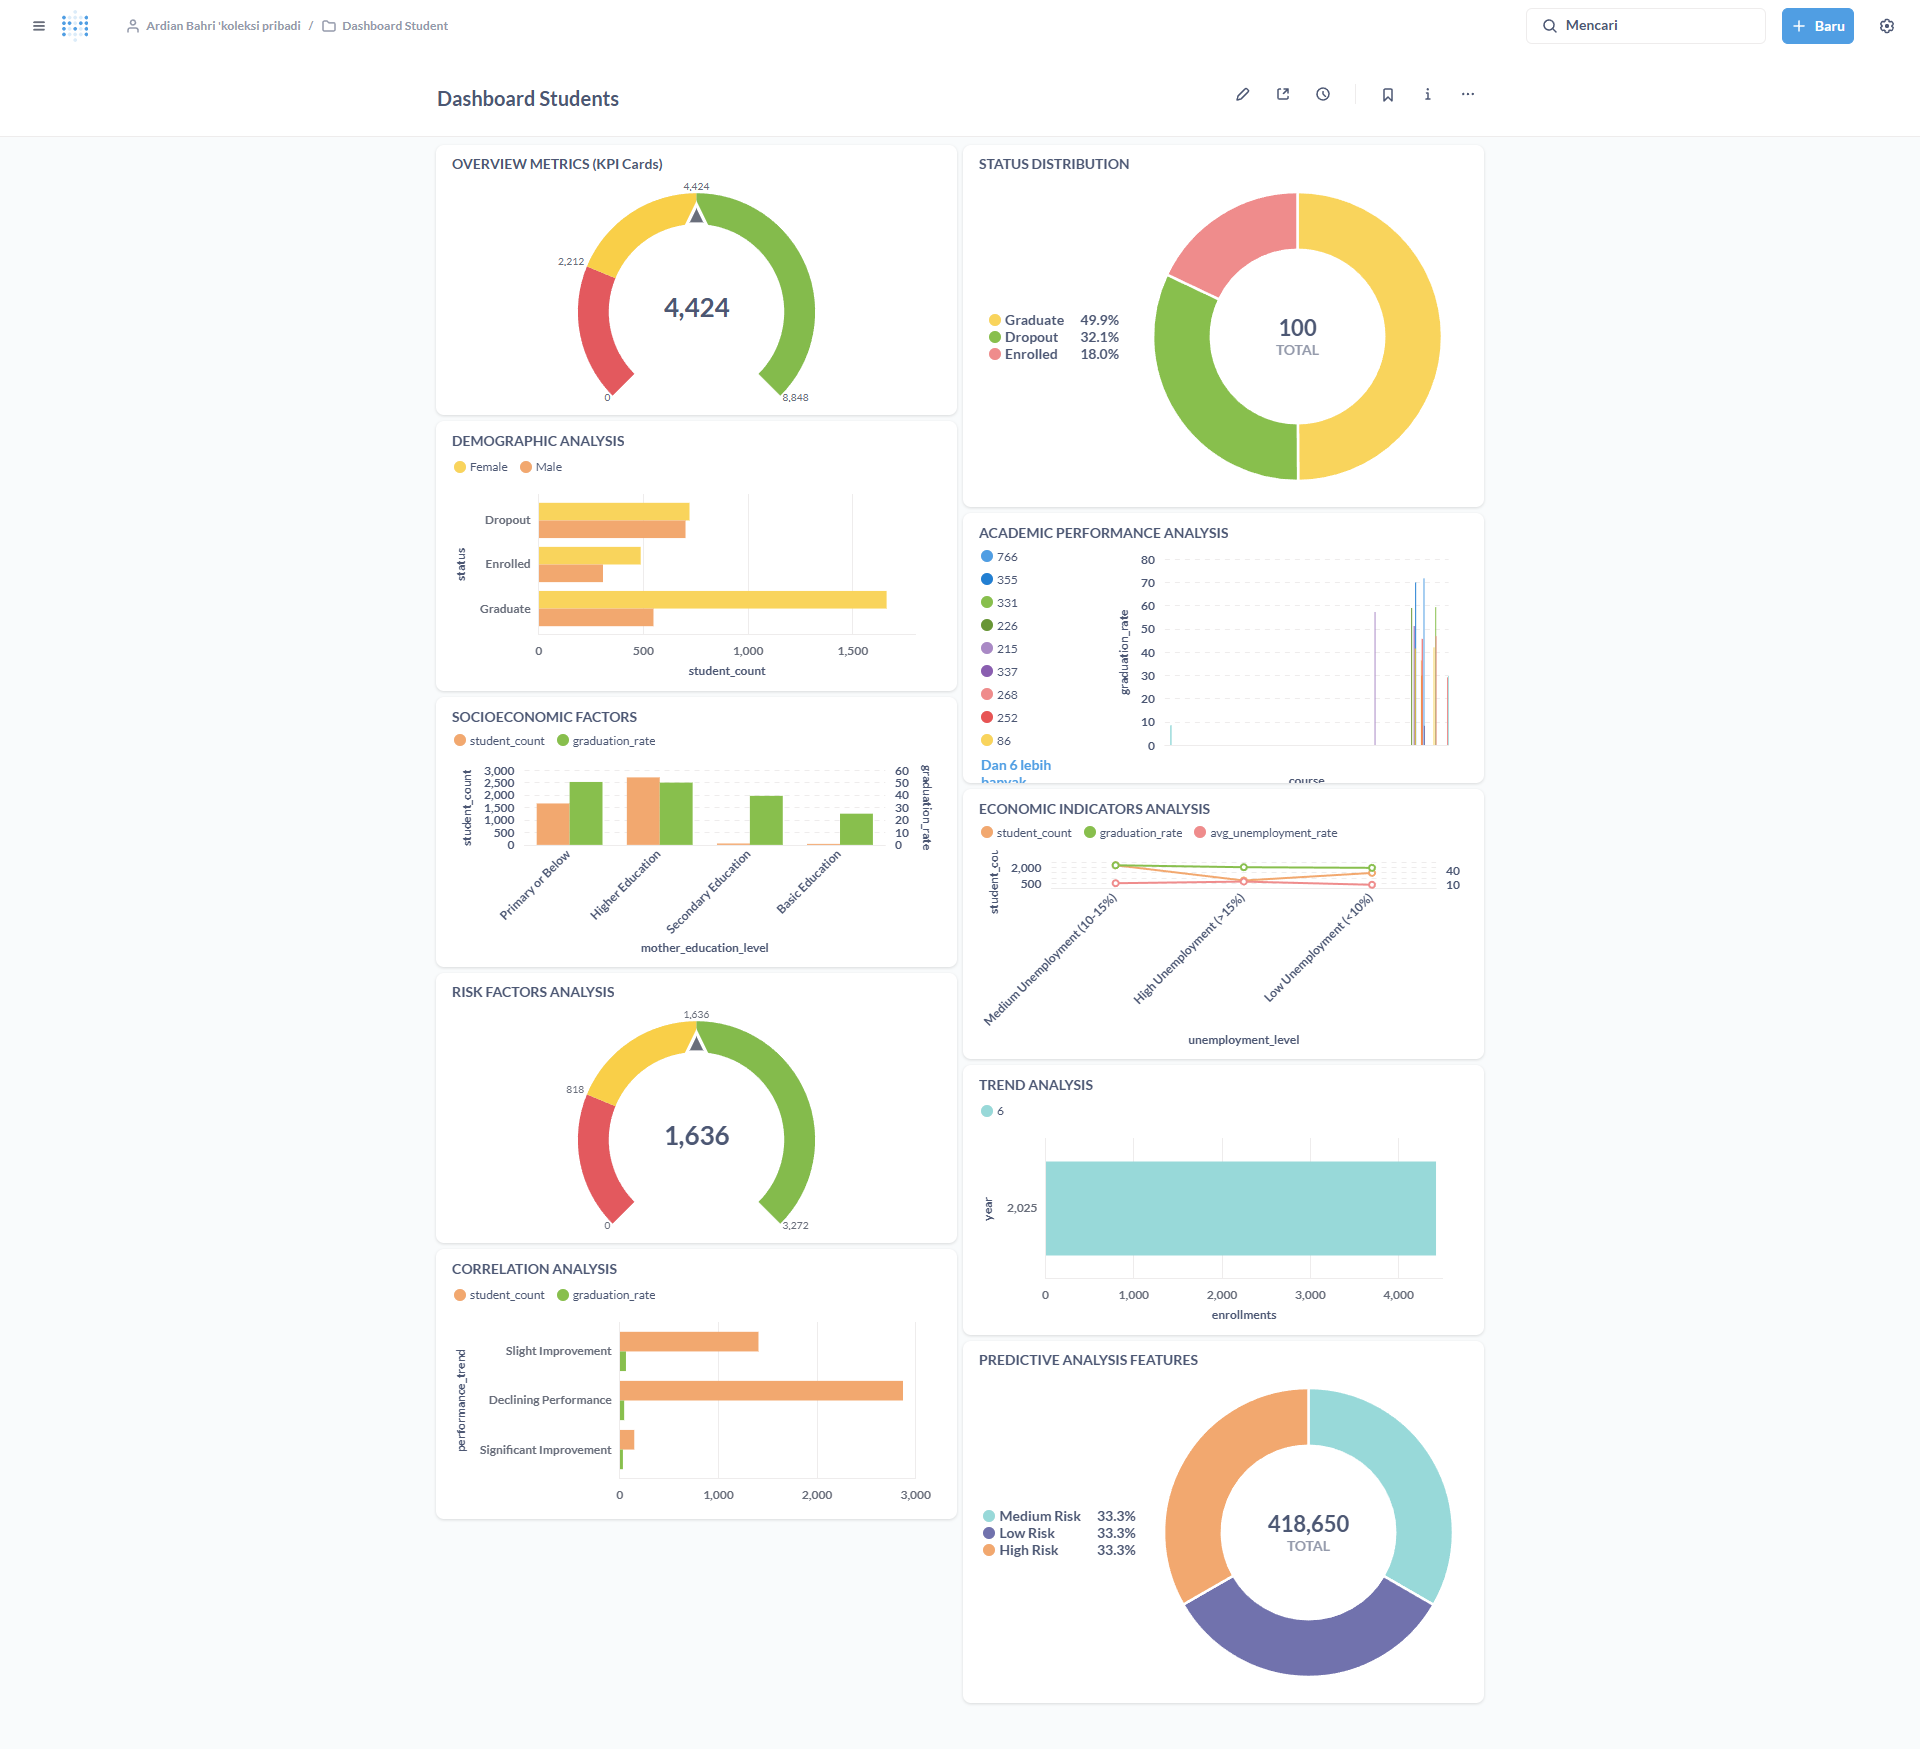 Ardian Bahri 'koleksi pribadi / Dashboard Student
Mencari
Baru
Dashboard Students
OVERVIEW METRICS (KPI Cards)
4,424
2,212
4,424
0
8,848
STATUS DISTRIBUTION
Graduate 49.9%
Dropout 32.1%
Enrolled 18.0%
100
TOTAL
DEMOGRAPHIC ANALYSIS
Female Male
status
Dropout
Enrolled
Graduate
0 500 1,000 1,500
student_count
ACADEMIC PERFORMANCE ANALYSIS
766
355
331
226
215
337
268
252
86
Dan 6 lebih
banyak
graduation_rate
80
70
60
50
40
30
20
10
0
course
SOCIOECONOMIC FACTORS
student_count graduation_rate
student_count
3,000
2,500
2,000
1,500
1,000
500
0
60
50
40
30
20
10
0
graduation_rate
Primary or Below
Higher Education
Secondary Education
Basic Education
mother_education_level
ECONOMIC INDICATORS ANALYSIS
student_count graduation_rate avg_unemployment_rate
student_cou
2,000
500
40
10
Medium Unemployment (10-15%)
High Unemployment (>15%)
Low Unemployment (<10%)
unemployment_level
RISK FACTORS ANALYSIS
1,636
818
1,636
0
3,272
TREND ANALYSIS
6
year
2,025
0 1,000 2,000 3,000 4,000
enrollments
CORRELATION ANALYSIS
student_count graduation_rate
performance_trend
Slight Improvement
Declining Performance
Significant Improvement
0 1,000 2,000 3,000
PREDICTIVE ANALYSIS FEATURES
Medium Risk 33.3%
Low Risk 33.3%
High Risk 33.3%
418,650
TOTAL